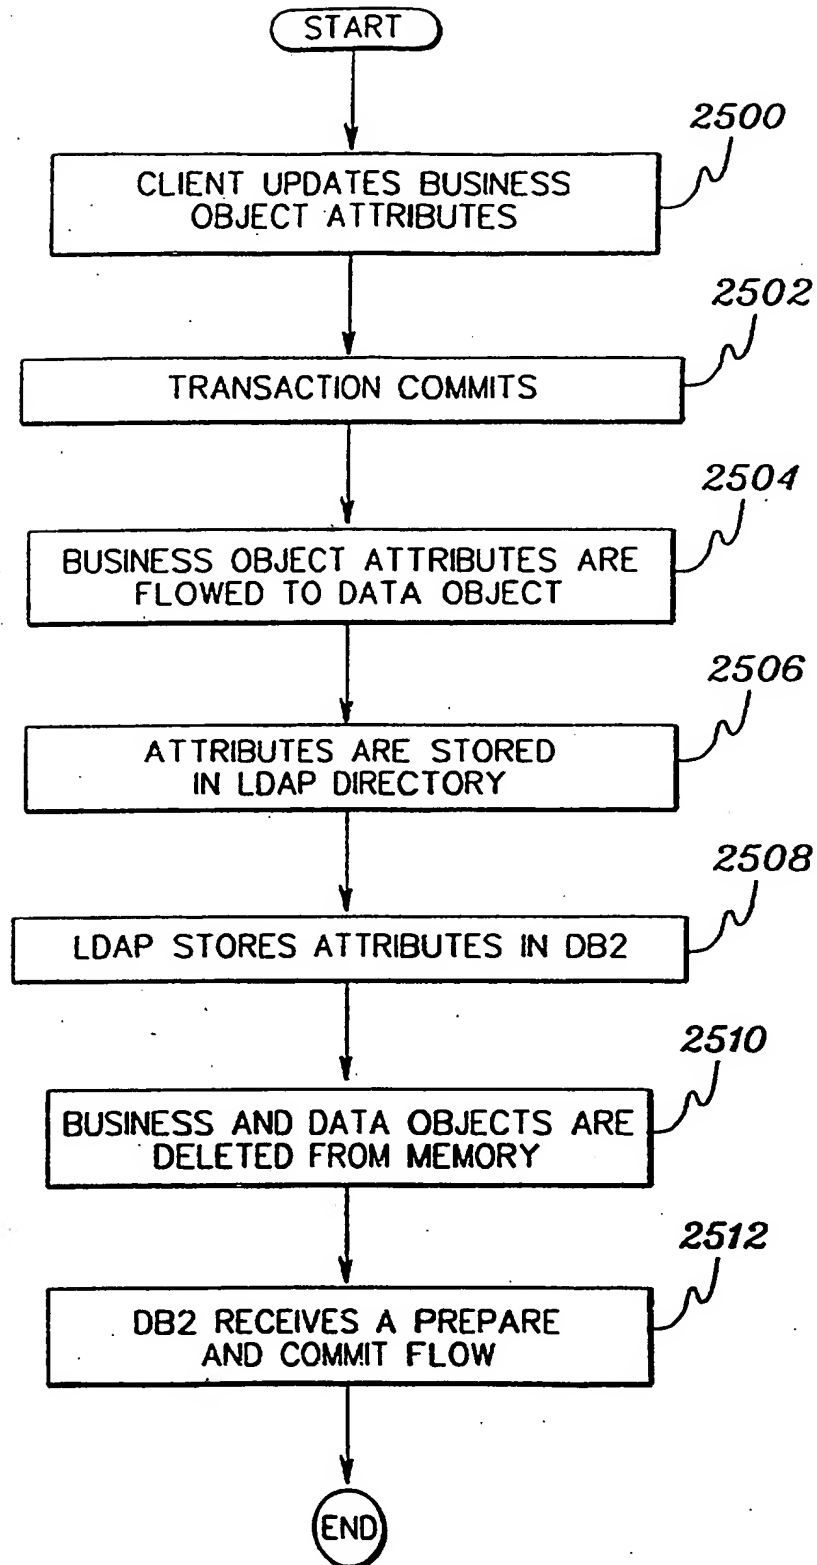 START
2500
CLIENT UPDATES BUSINESS
OBJECT ATTRIBUTES
2502
TRANSACTION COMMITS
2504
BUSINESS OBJECT ATTRIBUTES ARE
FLOWED TO DATA OBJECT
2506
ATTRIBUTES ARE STORED
IN LDAP DIRECTORY
2508
LDAP STORES ATTRIBUTES IN DB2
2510
BUSINESS AND DATA OBJECTS ARE
DELETED FROM MEMORY
2512
DB2 RECEIVES A PREPARE
AND COMMIT FLOW
END